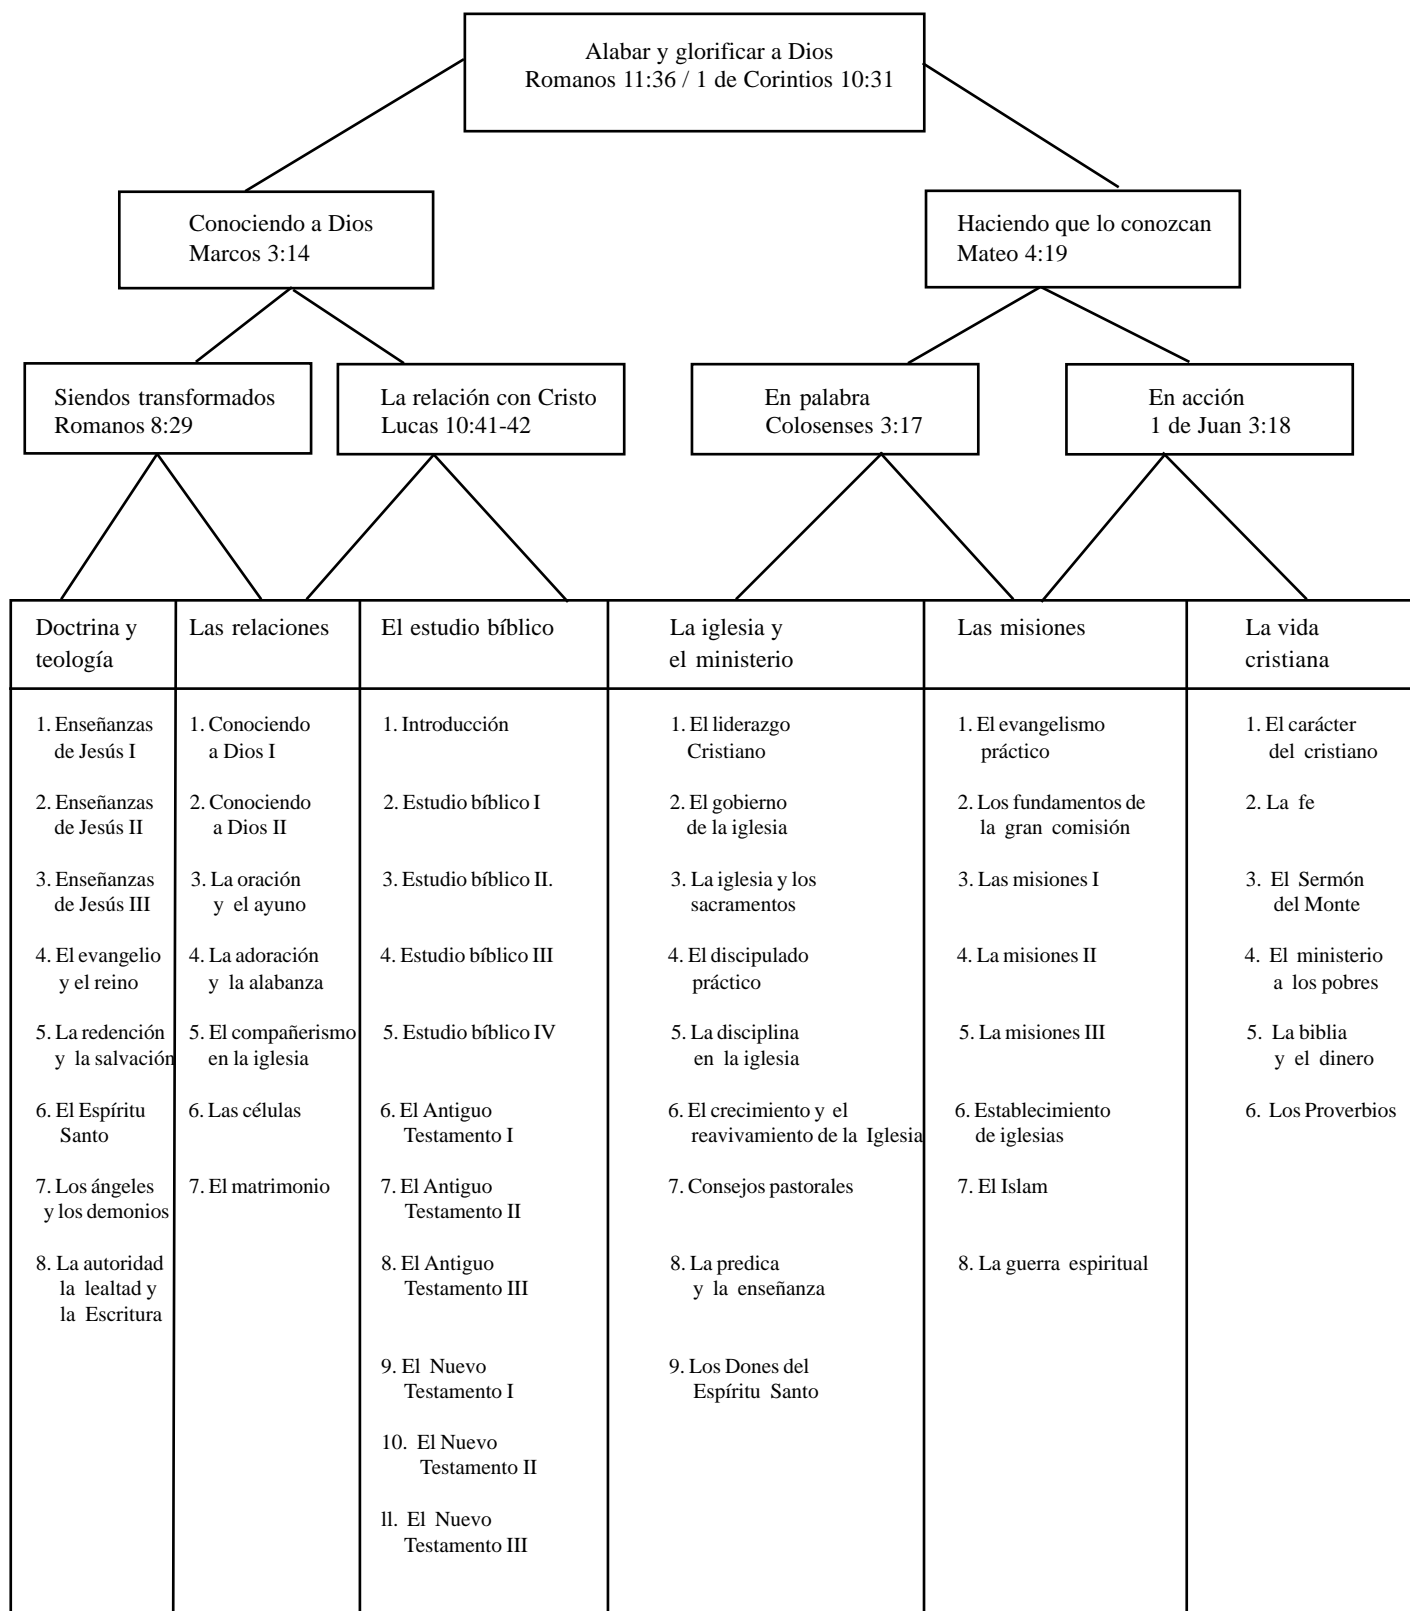 Alabar y glorificar a Dios
Romanos 11:36 / 1 de Corintios 10:31
Conociendo a Dios
Marcos 3:14
Haciendo que lo conozcan
Mateo 4:19
Siendos transformados
Romanos 8:29
La relación con Cristo
Lucas 10:41-42
En palabra
Colosenses 3:17
En acción
1 de Juan 3:18
Doctrina y
teología
1. Enseñanzas
de Jesús I
2. Enseñanzas
de Jesús II
3. Enseñanzas
de Jesús III
4. El evangelio
y el reino
5. La redención
y la salvación
6. El Espíritu
Santo
7. Los ángeles
y los demonios
8. La autoridad
la lealtad y
la Escritura
Las relaciones
1. Conociendo
a Dios I
2. Conociendo
a Dios II
3. La oración
y el ayuno
4. La adoración
y la alabanza
5. El compañerismo
en la iglesia
6. Las células
7. El matrimonio
El estudio bíblico
1. Introducción
2. Estudio bíblico I
3. Estudio bíblico II.
4. Estudio bíblico III
5. Estudio bíblico IV
6. El Antiguo
Testamento I
7. El Antiguo
Testamento II
8. El Antiguo
Testamento III
9. El Nuevo
Testamento I
10. El Nuevo
Testamento II
ll. El Nuevo
Testamento III
La iglesia y
el ministerio
1. El liderazgo
Cristiano
2. El gobierno
de la iglesia
3. La iglesia y los
sacramentos
4. El discipulado
práctico
5. La disciplina
en la iglesia
6. El crecimiento y el
reavivamiento de la Iglesia
7. Consejos pastorales
8. La predica
y la enseñanza
9. Los Dones del
Espíritu Santo
Las misiones
1. El evangelismo
práctico
2. Los fundamentos de
la gran comisión
3. Las misiones I
4. La misiones II
5. La misiones III
6. Establecimiento
de iglesias
7. El Islam
8. La guerra espiritual
La vida
cristiana
1. El carácter
del cristiano
2. La fe
3. El Sermón
del Monte
4. El ministerio
a los pobres
5. La biblia
y el dinero
6. Los Proverbios